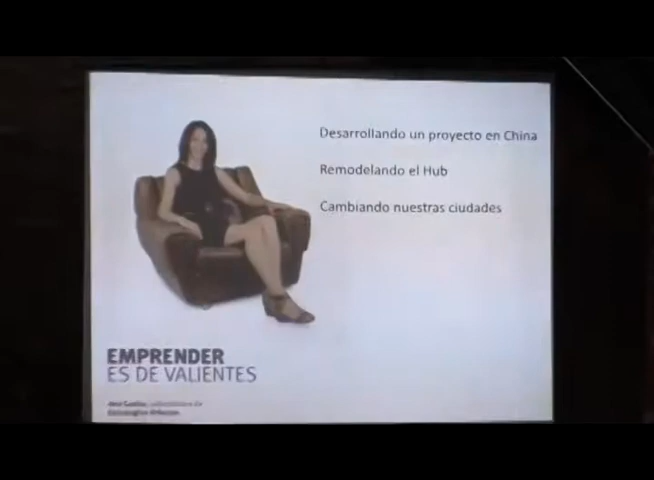 Desarrollando un proyecto en China
Remodelando el Hub
Cambiando nuestras ciudades
EMPRENDER
ES DE VALIENTES